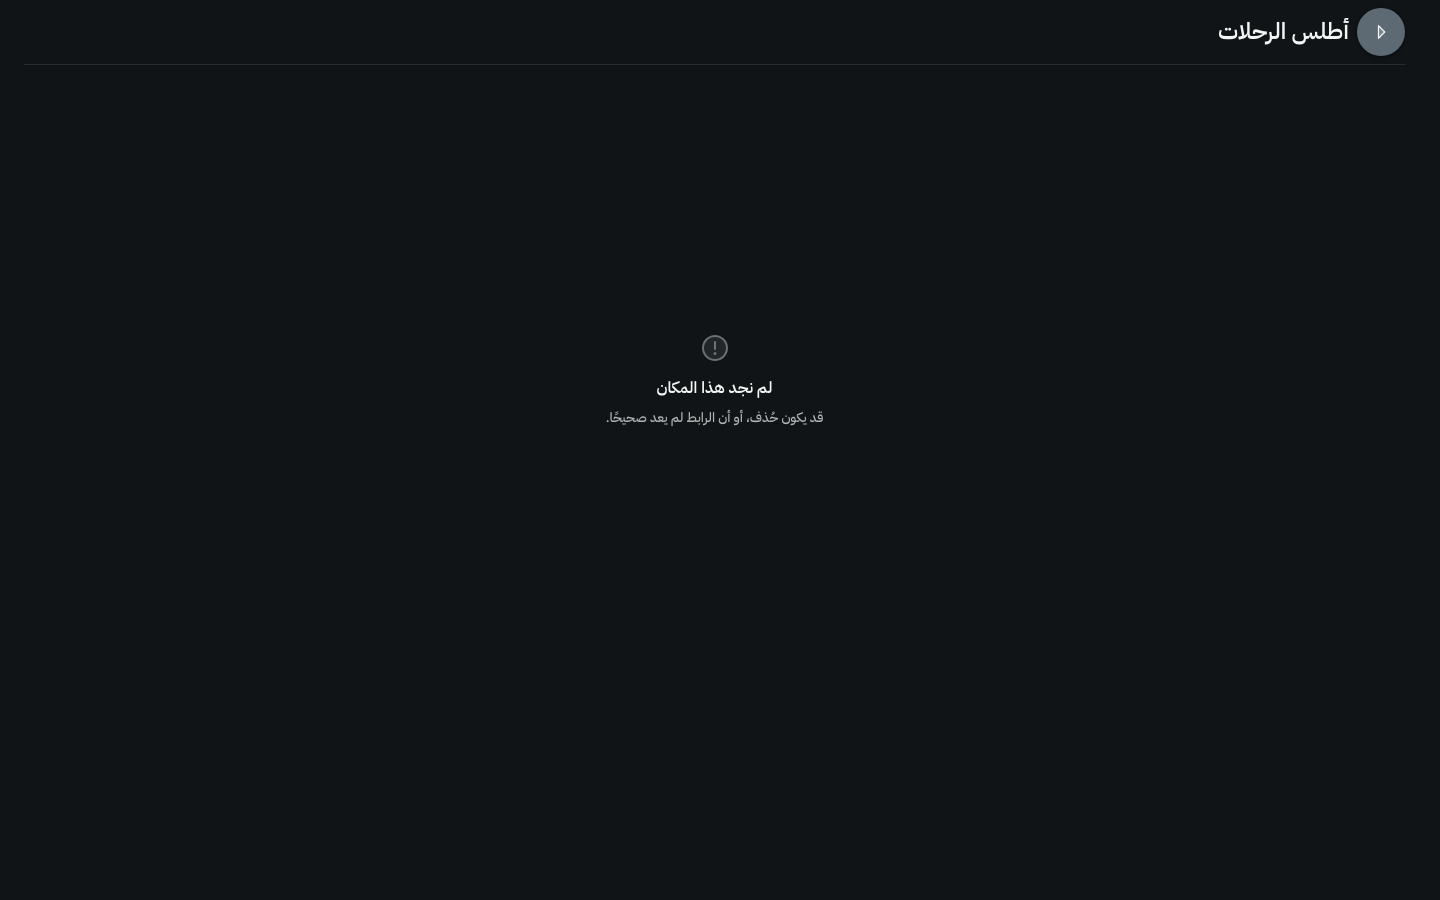 أطلس الرحلات
لم نجد هذا المكان
قد يكون حُذف، أو أن الرابط لم يعد صحيحًا.